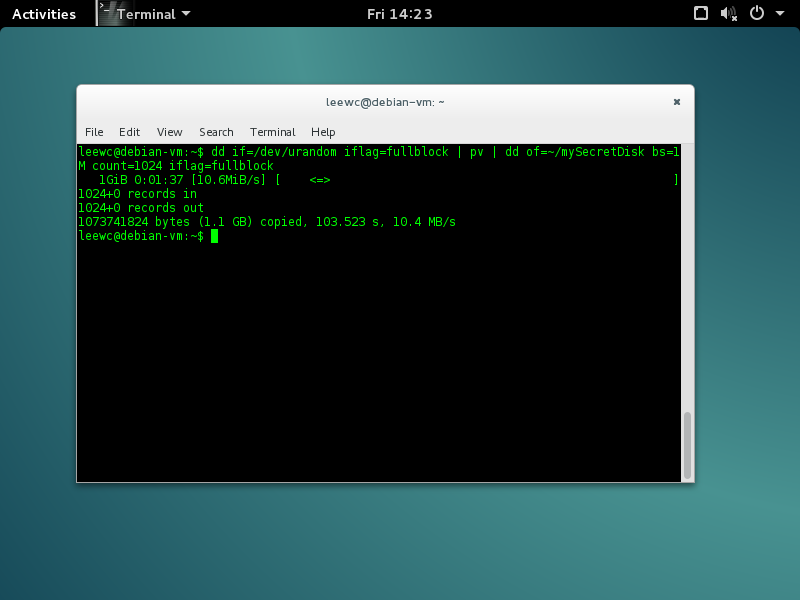 Activities Terminal Fri 14:23
leewc@debian-vm: ~
File Edit View Search Terminal Help
leewc@debian-vm:~$ dd if=/dev/urandom iflag=fullblock | pv | dd of=~/mySecretDisk bs=1
M count=1024 iflag=fullblock
   1GiB 0:01:37 [10.6MiB/s] [    <=>                                                 ]
1024+0 records in
1024+0 records out
1073741824 bytes (1.1 GB) copied, 103.523 s, 10.4 MB/s
leewc@debian-vm:~$